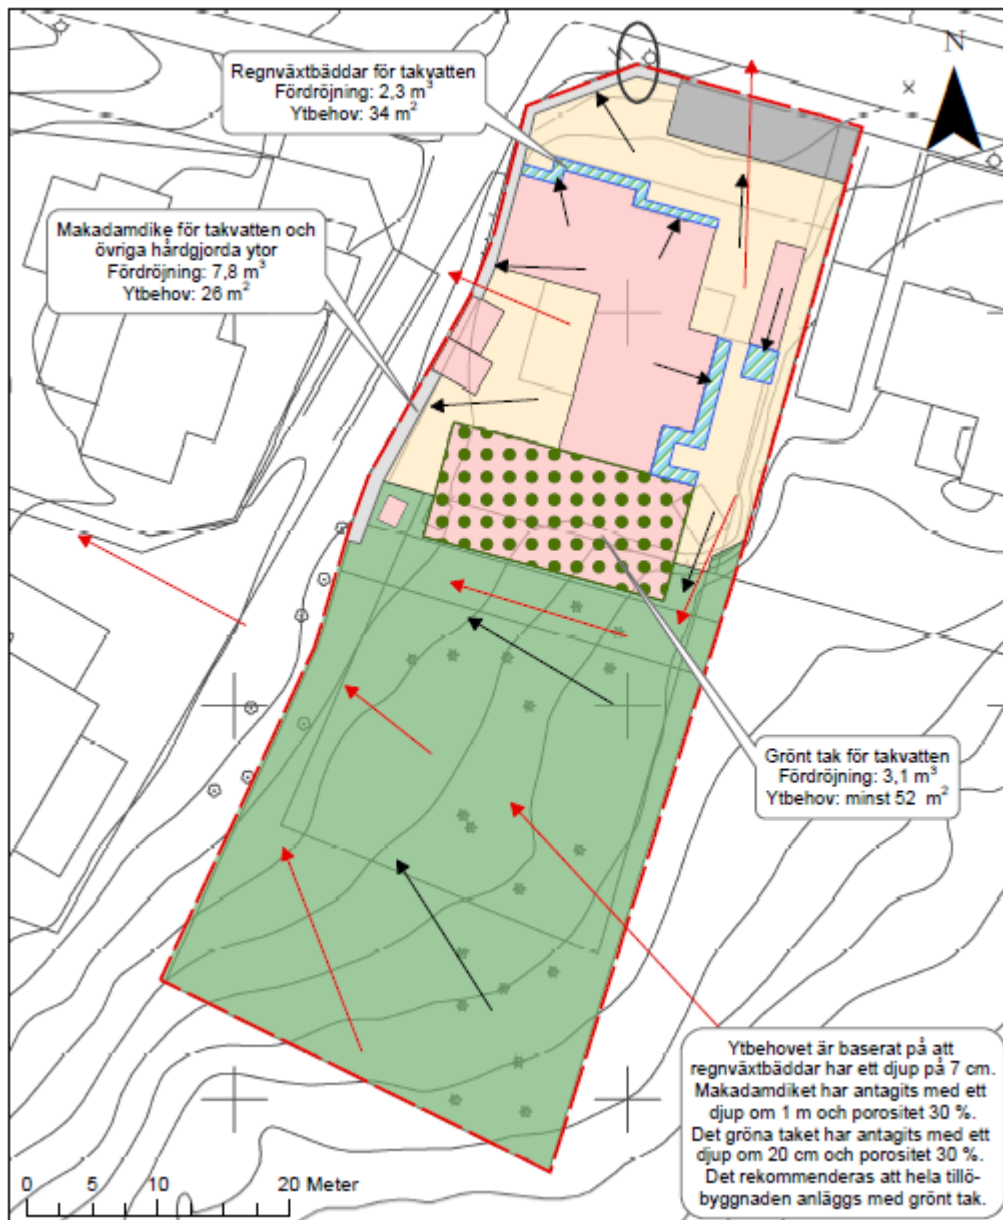 N
Regnväxtbäddar för takvatten
Fördröjning: 2,3 m³
Ytbehov: 34 m²
Makadamdike för takvatten och
övriga hårdgjorda ytor
Fördröjning: 7,8 m³
Ytbehov: 26 m²
Grönt tak för takvatten
Fördröjning: 3,1 m³
Ytbehov: minst 52 m²
Ytbehovet är baserat på att
regnväxtbäddar har ett djup på 7 cm.
Makadamdiket har antagits med ett
djup om 1 m och porositet 30 %.
Det gröna taket har antagits med ett
djup om 20 cm och porositet 30 %.
Det rekommenderas att hela tillö-
byggnaden anläggs med grönt tak.
0 5 10 20 Meter